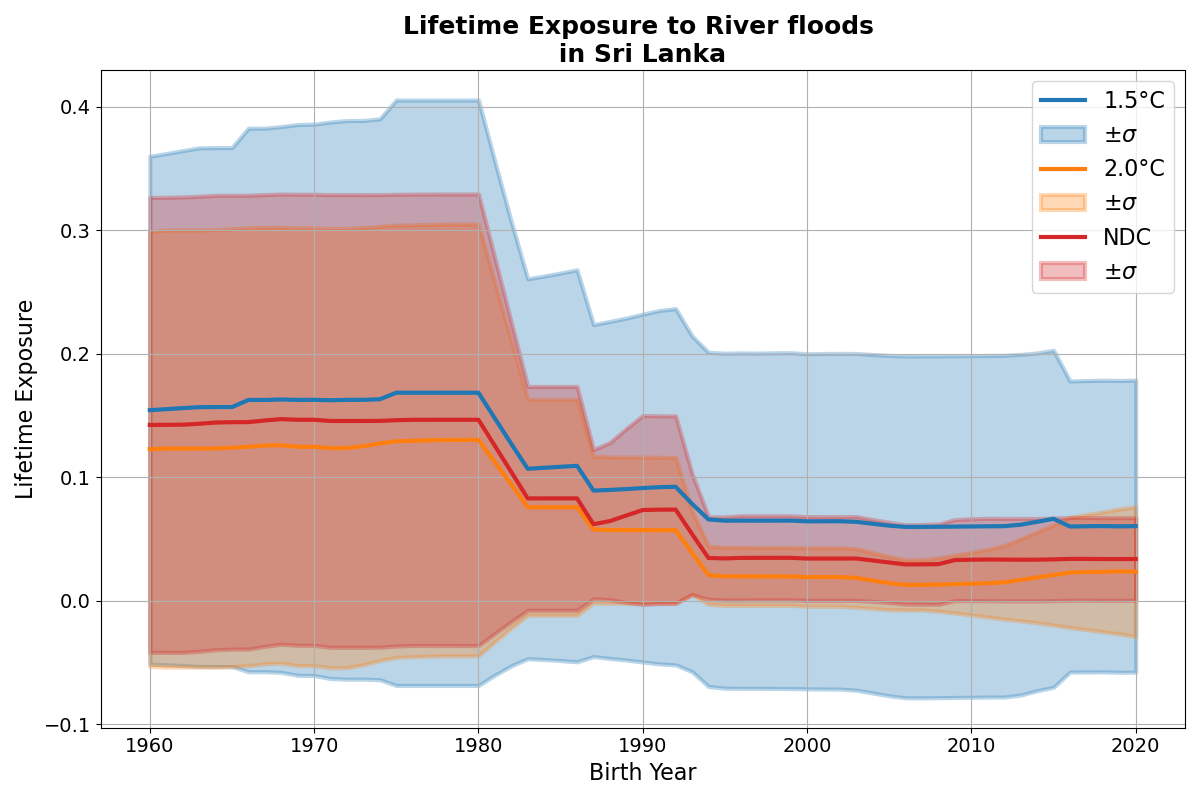 Lifetime Exposure to River floods
in Sri Lanka
1.5°C
±σ
2.0°C
±σ
NDC
±σ
Lifetime Exposure
0.4
0.3
0.2
0.1
0.0
−0.1
1960 1970 1980 1990 2000 2010 2020
Birth Year